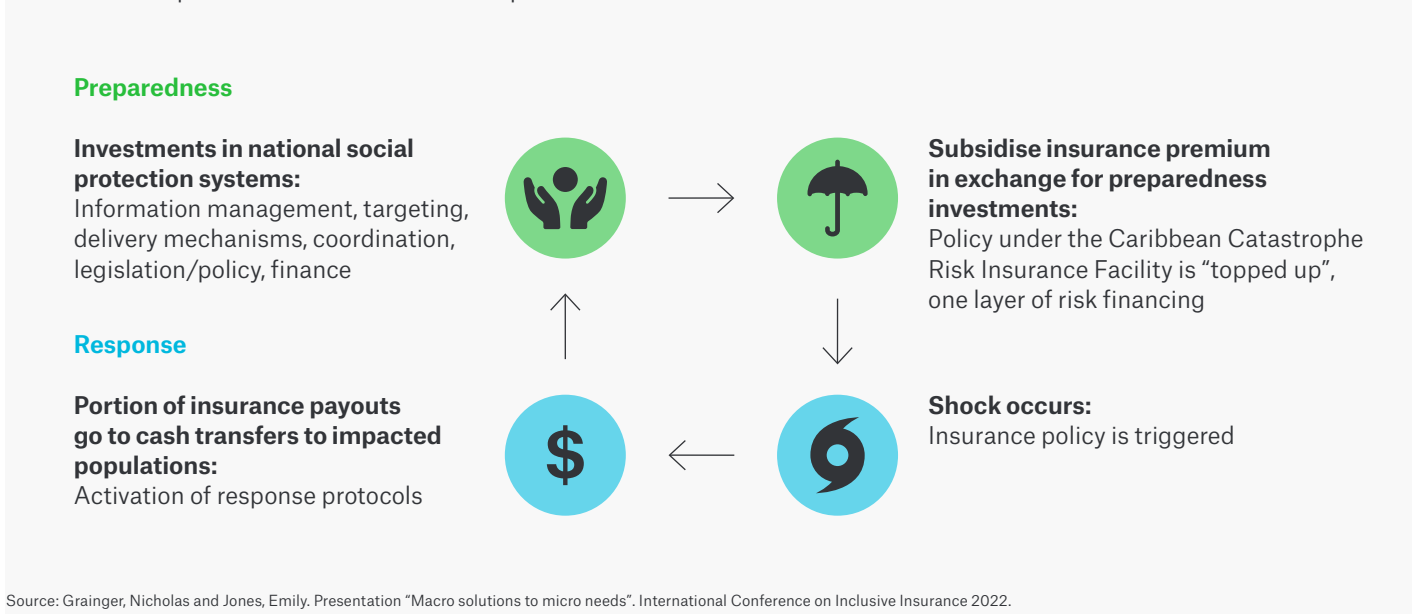 Preparedness
Investments in national social
protection systems:
Information management, targeting,
delivery mechanisms, coordination,
legislation/policy, finance
Subsidise insurance premium
in exchange for preparedness
investments:
Policy under the Caribbean Catastrophe
Risk Insurance Facility is “topped up”,
one layer of risk financing
Response
Portion of insurance payouts
go to cash transfers to impacted
populations:
Activation of response protocols
$
Shock occurs:
Insurance policy is triggered
Source: Grainger, Nicholas and Jones, Emily. Presentation “Macro solutions to micro needs”. International Conference on Inclusive Insurance 2022.